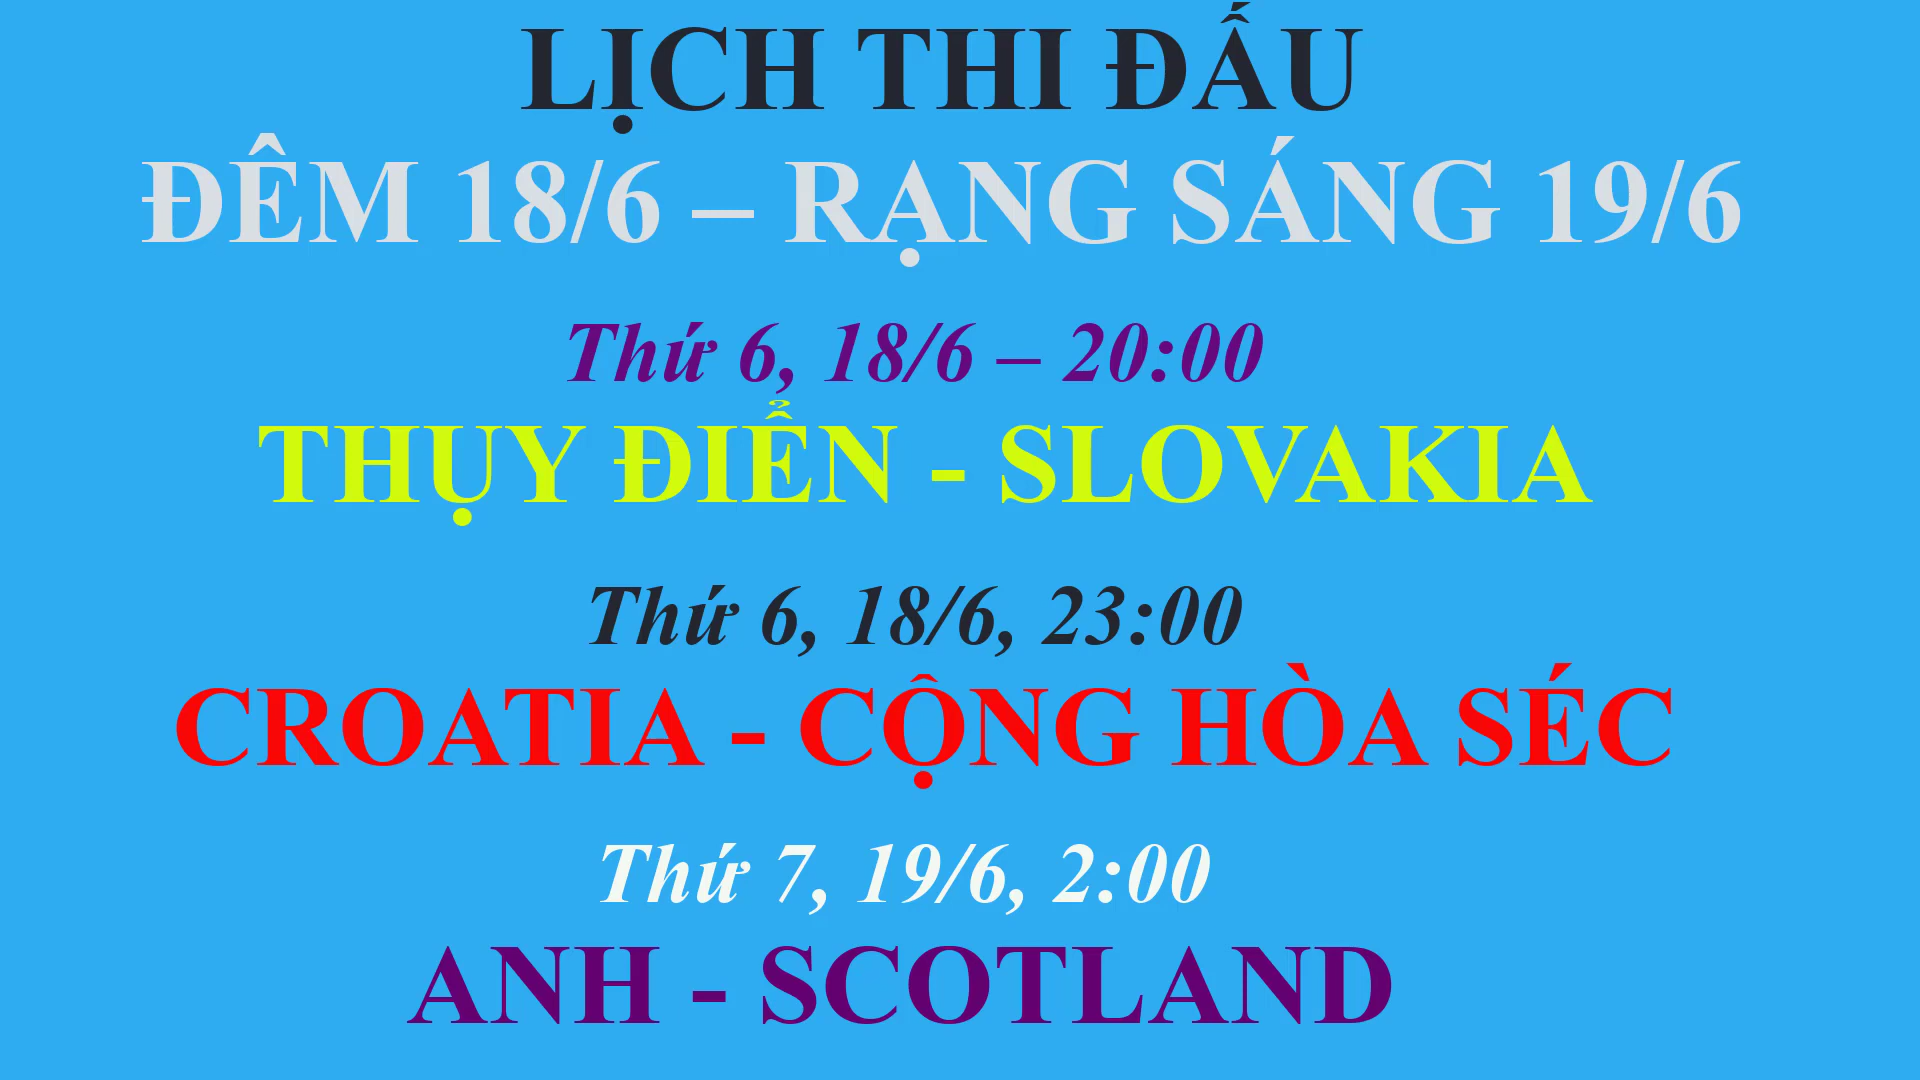 LỊCH THI ĐẤU
ĐÊM 18/6 – RẠNG SÁNG 19/6
Thứ 6, 18/6 – 20:00
THỤY ĐIỂN - SLOVAKIA
Thứ 6, 18/6, 23:00
CROATIA - CỘNG HÒA SÉC
Thứ 7, 19/6, 2:00
ANH - SCOTLAND